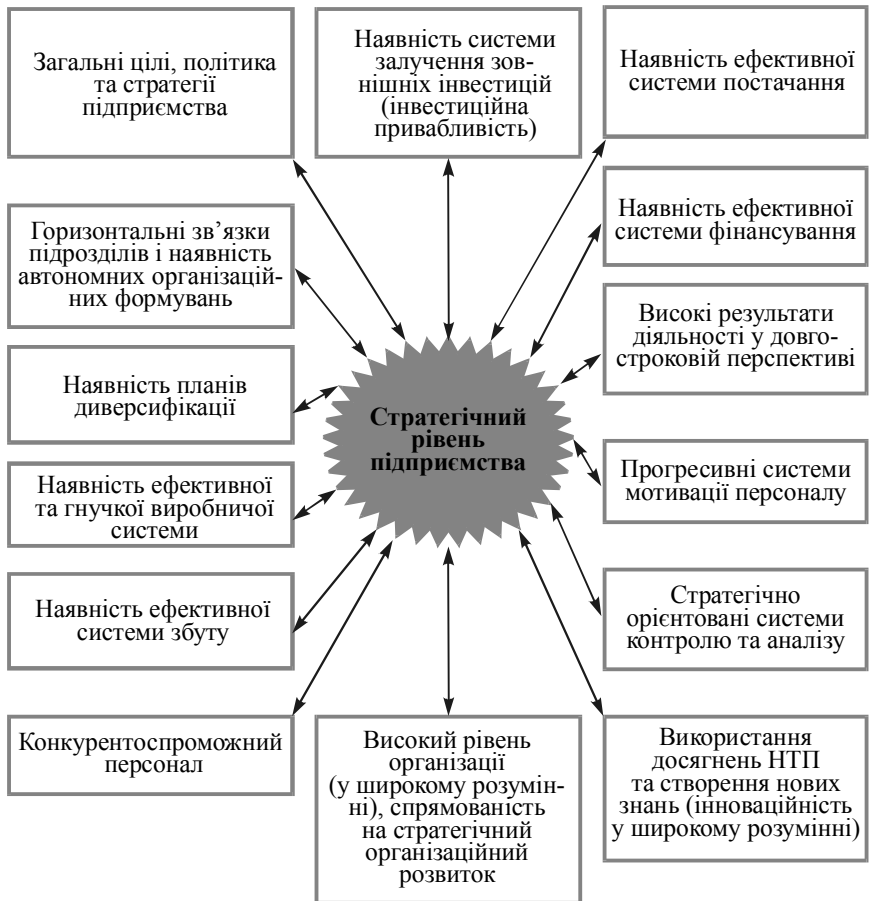 Загальні цілі, політика
та стратегії
підприємства
Наявність системи
залучення зов-
нішніх інвестицій
(інвестиційна
привабливість)
Наявність ефективної
системи постачання
Горизонтальні зв’язки
підрозділів і наявність
автономних організацій-
них формувань
Наявність ефективної
системи фінансування
Наявність планів
диверсифікації
Високі результати
діяльності у довго-
строковій перспективі
Стратегічний
рівень
підприємства
Наявність ефективної
та гнучкої виробничої
системи
Прогресивні системи
мотивації персоналу
Наявність ефективної
системи збуту
Стратегічно
орієнтовані системи
контролю та аналізу
Конкурентоспроможний
персонал
Високий рівень
організації
(у широкому розумін-
ні), спрямованість
на стратегічний
організаційний
розвиток
Використання
досягнень НТП
та створення нових
знань (інноваційність
у широкому розумінні)